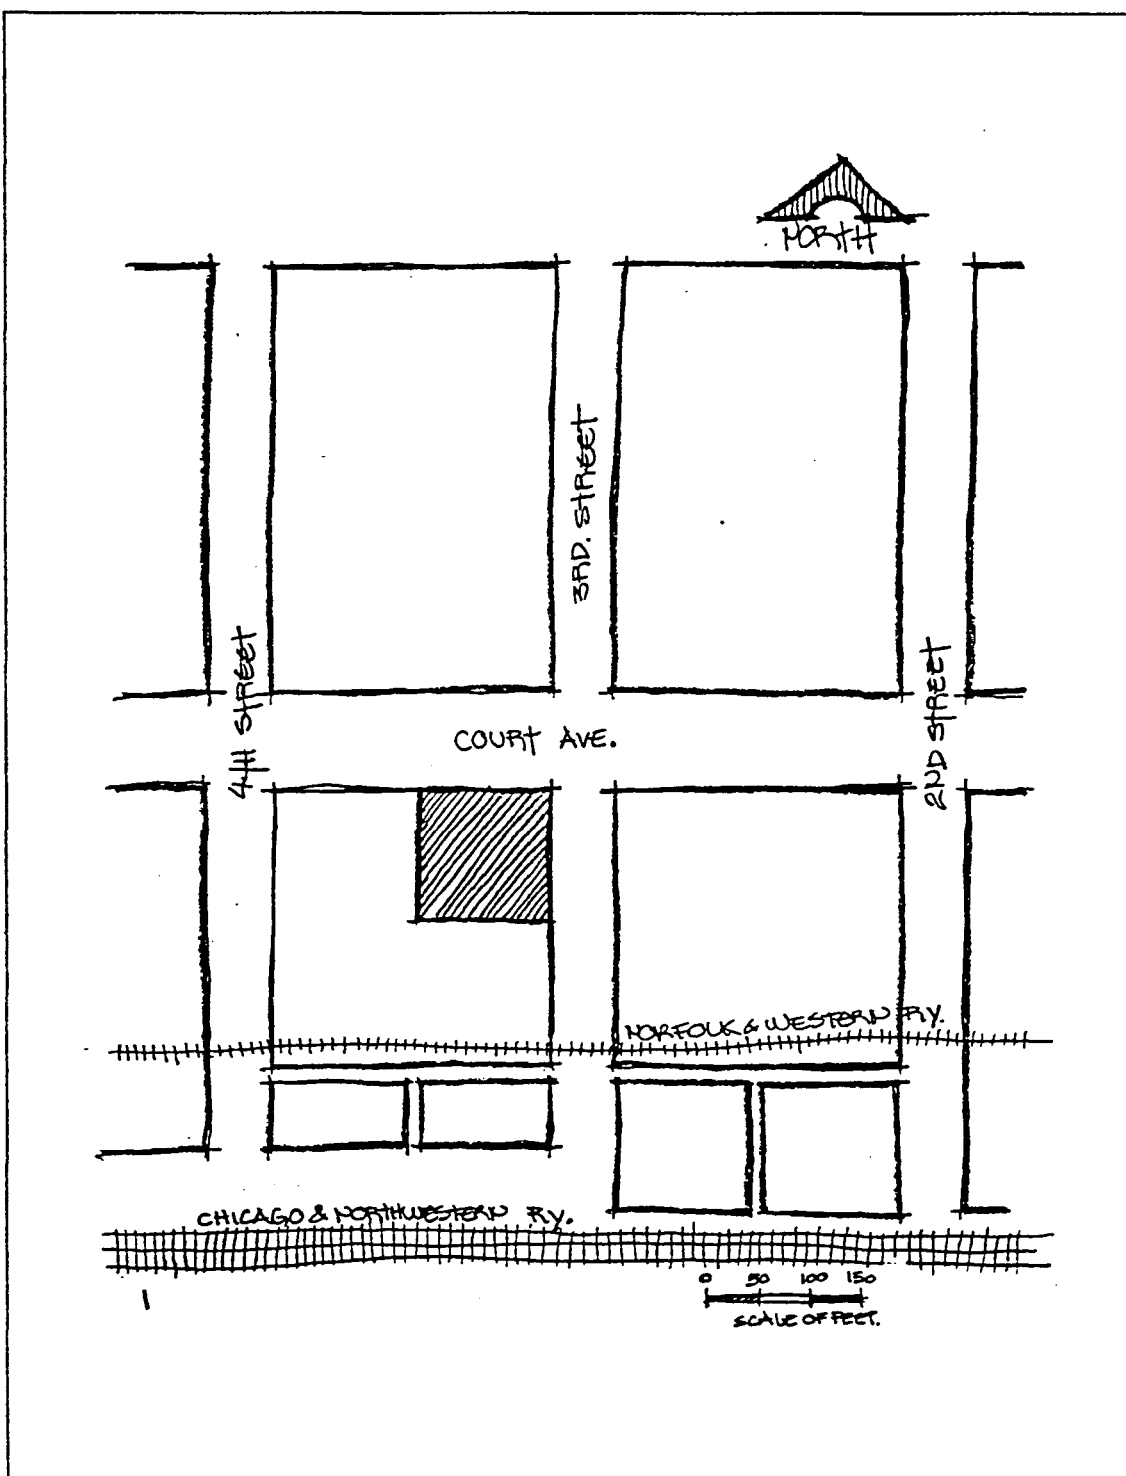 NORTH
3RD. STREET
4TH STREET
2ND STREET
COURT AVE.
NORFOLK & WESTERN RY.
CHICAGO & NORTHWESTERN RY.
0 50 100 150
SCALE OF FEET.
1